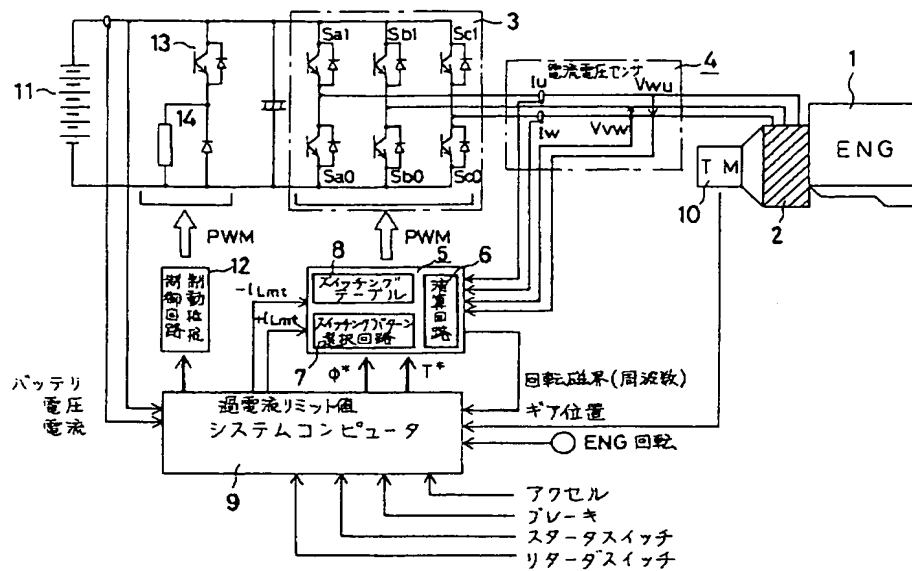 3
13
Sa1
Sb1
Sc1
電流電圧センサ
4
1
11
14
Iu
Vwu
Iw
Vvw
ENG
TM
10
2
Sa0
Sb0
Sc0
PWM
PWM
12
制動抵抗
制御回路
8
5
6
スイッチング
テーブル
演算回路
-ILmt
+ILmt
スイッチングパターン
選択回路
7
Φ*
T*
回転磁界(周波数)
ギア位置
ENG 回転
バッテリ
電圧
電流
過電流リミット値
システムコンピュータ
9
アクセル
ブレーキ
スタータスイッチ
リターダスイッチ